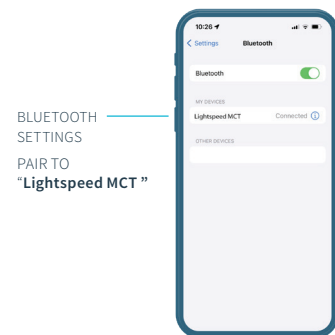 BLUETOOTH
SETTINGS
PAIR TO
“Lightspeed MCT ”
10:26
Settings Bluetooth
Bluetooth
MY DEVICES
Lightspeed MCT Connected
OTHER DEVICES